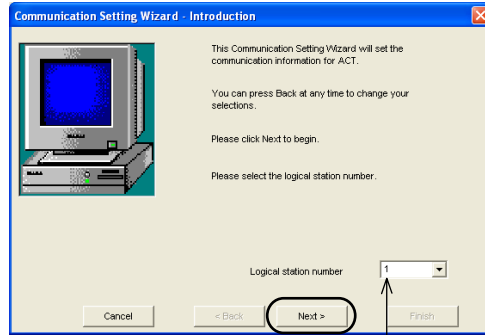 Communication Setting Wizard - Introduction
This Communication Setting Wizard will set the
communication information for ACT.
You can press Back at any time to change your
selections.
Please click Next to begin.
Please select the logical station number.
Logical station number
1
Cancel
< Back
Next >
Finish